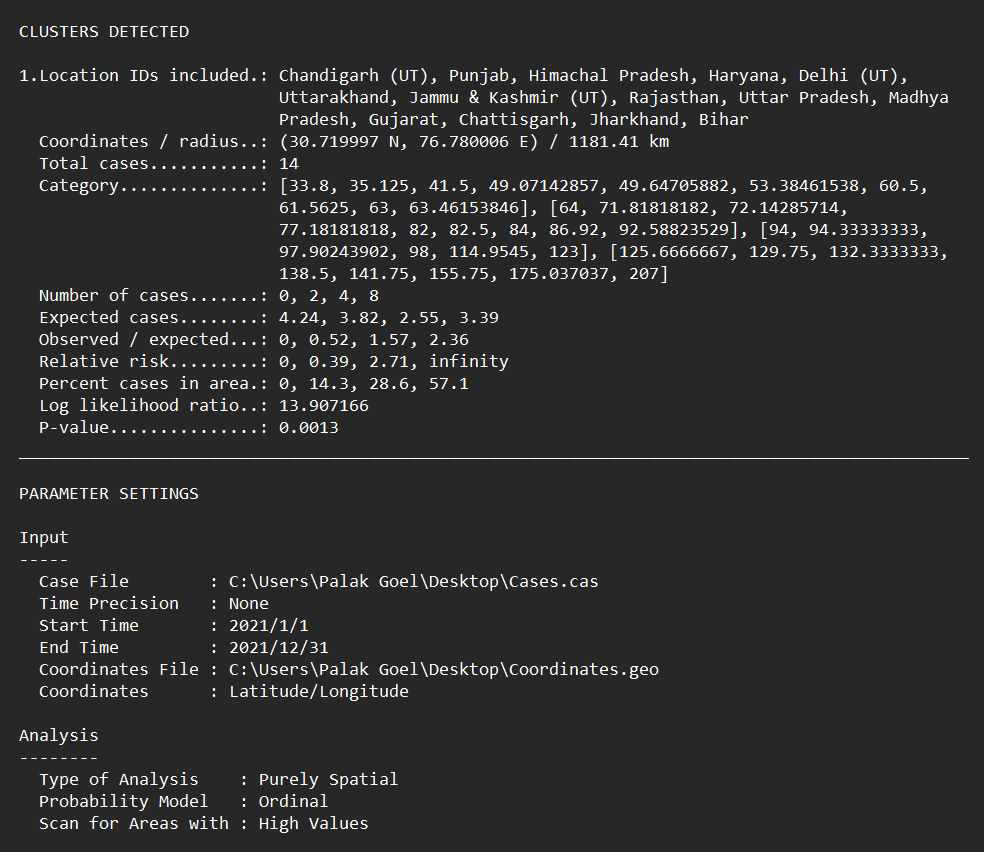 CLUSTERS DETECTED
1.Location IDs included.: Chandigarh (UT), Punjab, Himachal Pradesh, Haryana, Delhi (UT),
Uttarakhand, Jammu & Kashmir (UT), Rajasthan, Uttar Pradesh, Madhya
Pradesh, Gujarat, Chattisgarh, Jharkhand, Bihar
Coordinates / radius..: (30.719997 N, 76.780006 E) / 1181.41 km
Total cases...........: 14
Category..............: [33.8, 35.125, 41.5, 49.07142857, 49.64705882, 53.38461538, 60.5,
61.5625, 63, 63.46153846], [64, 71.81818182, 72.14285714,
77.18181818, 82, 82.5, 84, 86.92, 92.58823529], [94, 94.33333333,
97.90243902, 98, 114.9545, 123], [125.6666667, 129.75, 132.3333333,
138.5, 141.75, 155.75, 175.037037, 207]
Number of cases.......: 0, 2, 4, 8
Expected cases........: 4.24, 3.82, 2.55, 3.39
Observed / expected...: 0, 0.52, 1.57, 2.36
Relative risk.........: 0, 0.39, 2.71, infinity
Percent cases in area.: 0, 14.3, 28.6, 57.1
Log likelihood ratio..: 13.907166
P-value...............: 0.0013
_______________________________________________________________________________________________
PARAMETER SETTINGS
Input
-----
Case File        : C:\Users\Palak Goel\Desktop\Cases.cas
Time Precision   : None
Start Time       : 2021/1/1
End Time         : 2021/12/31
Coordinates File : C:\Users\Palak Goel\Desktop\Coordinates.geo
Coordinates      : Latitude/Longitude
Analysis
--------
Type of Analysis    : Purely Spatial
Probability Model   : Ordinal
Scan for Areas with : High Values